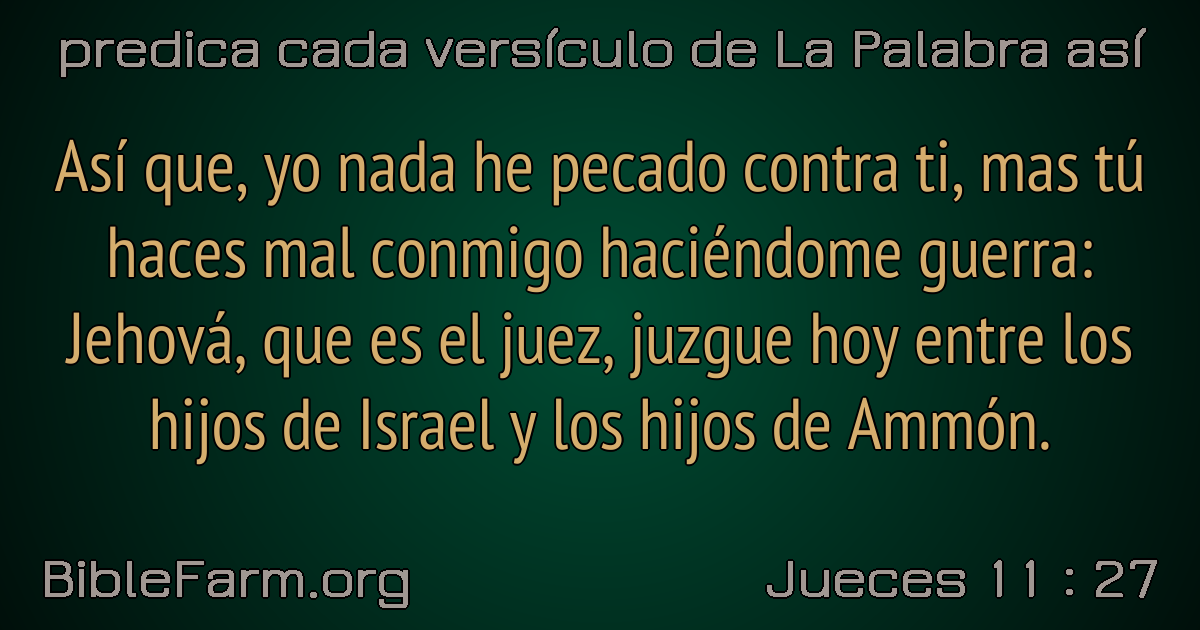 predica cada versículo de La Palabra así
Así que, yo nada he pecado contra ti, mas tú
haces mal conmigo haciéndome guerra:
Jehová, que es el juez, juzgue hoy entre los
hijos de Israel y los hijos de Ammón.
BibleFarm.org
Jueces 11 : 27